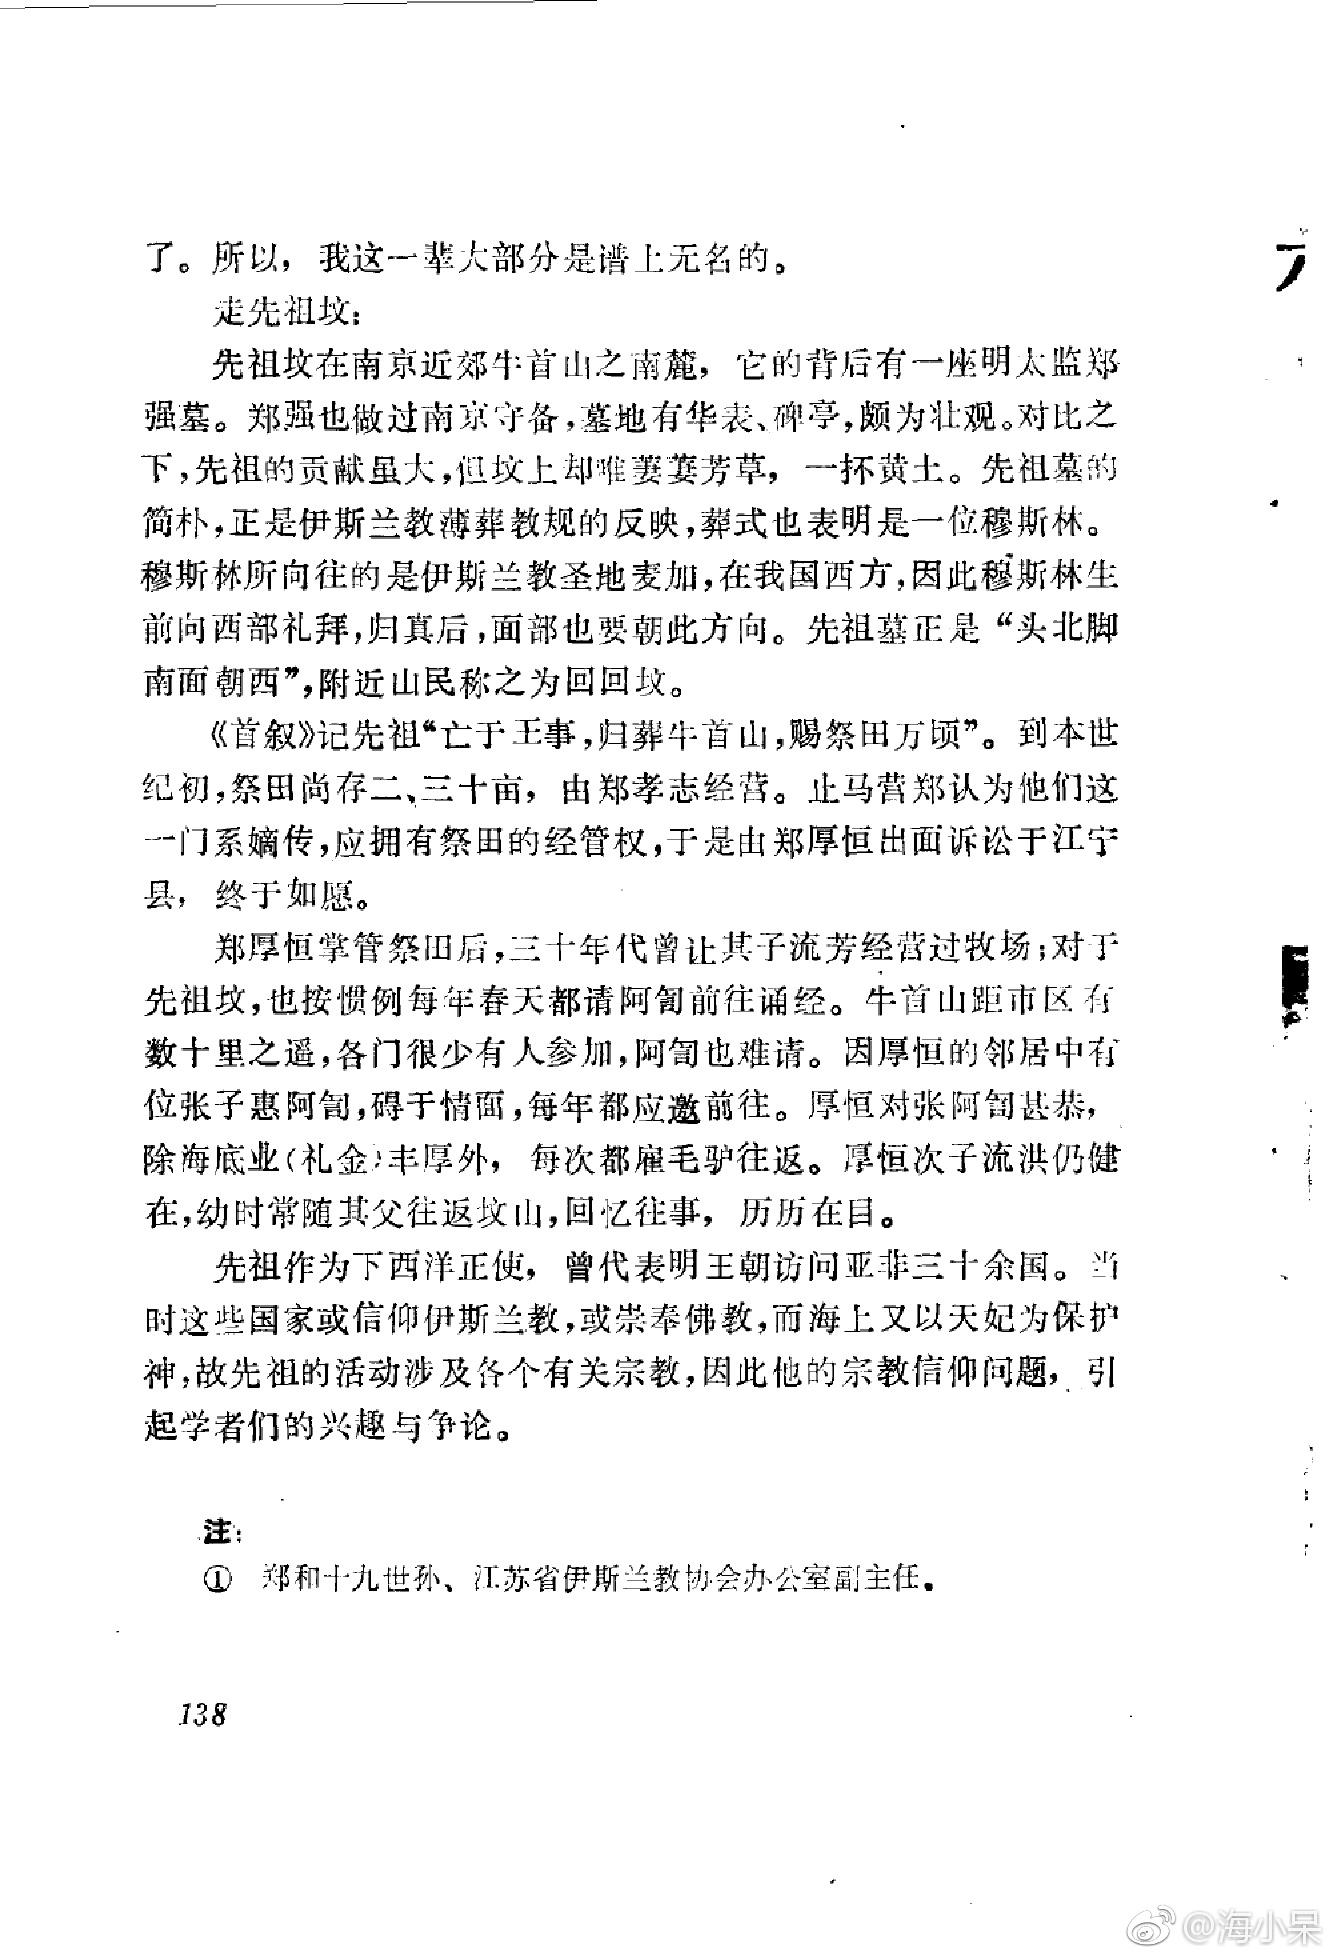 了。所以，我这一辈大部分是谱上无名的。
走先祖坟：
先祖坟在南京近郊牛首山之南麓，它的背后有一座明太监郑
强墓。郑强也做过南京守备，墓地有华表、碑亭，颇为壮观。对比之
下，先祖的贡献虽大，但坟上却唯萋萋芳草，一抔黄土。先祖墓的
简朴，正是伊斯兰教薄葬教规的反映，葬式也表明是一位穆斯林。
穆斯林所向往的是伊斯兰教圣地麦加，在我国西方，因此穆斯林生
前向西部礼拜，归真后，面部也要朝此方向。先祖墓正是“头北脚
南面朝西”，附近山民称之为回回坟。
《首叙》记先祖“亡于王事，归葬牛首山，赐祭田万顷”。到本世
纪初，祭田尚存二、三十亩，由郑孝志经营。止马营郑认为他们这
一门系嫡传，应拥有祭田的经管权，于是由郑厚恒出面诉讼于江宁
县，终于如愿。
郑厚恒掌管祭田后，三十年代曾让其子流芳经营过牧场；对于
先祖坟，也按惯例每年春天都请阿訇前往诵经。牛首山距市区有
数十里之遥，各门很少有人参加，阿訇也难请。因厚恒的邻居中有
位张子惠阿訇，碍于情面，每年都应邀前往。厚恒对张阿訇甚恭，
除海底业（礼金）丰厚外，每次都雇毛驴往返。厚恒次子流洪仍健
在，幼时常随其父往返坟山，回忆往事，历历在目。
先祖作为下西洋正使，曾代表明王朝访问亚非三十余国。当
时这些国家或信仰伊斯兰教，或崇奉佛教，而海上又以天妃为保护
神，故先祖的活动涉及各个有关宗教，因此他的宗教信仰问题，引
起学者们的兴趣与争论。
注：
① 郑和十九世孙、江苏省伊斯兰教协会办公室副主任。
138
@海小呆